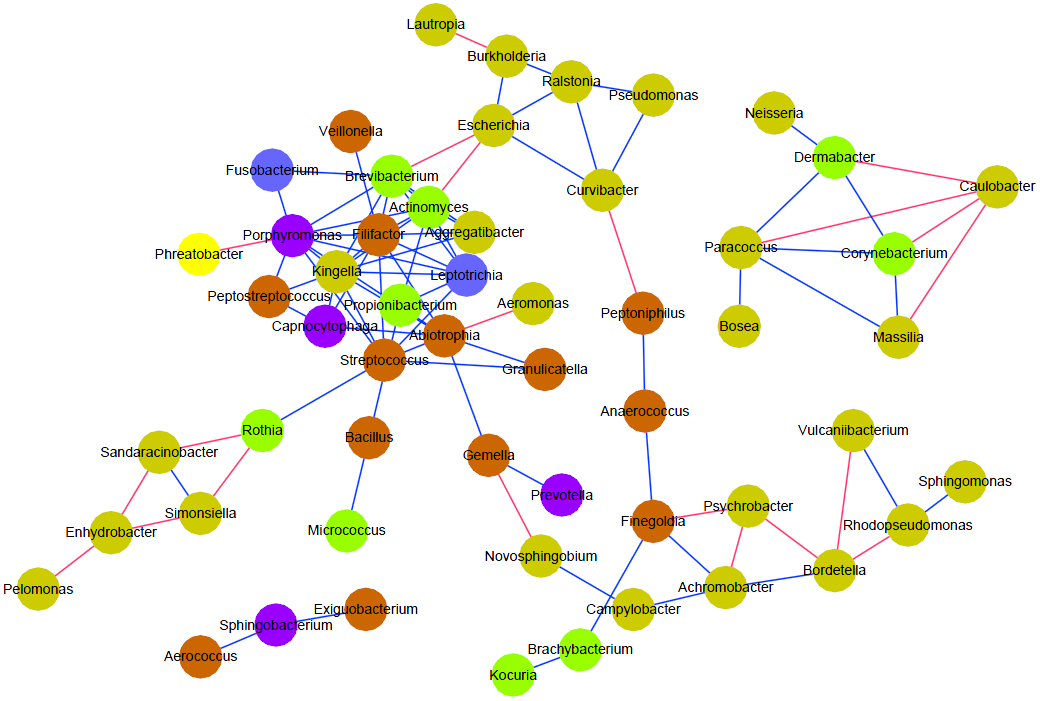 Lautropia
Burkholderia
Ralstonia
Pseudomonas
Neisseria
Escherichia
Veillonella
Dermabacter
Fusobacterium
Brevibacterium
Caulobacter
Curvibacter
Actinomyces
Aggregatibacter
Porphyromonas
Filifactor
Paracoccus
Corynebacterium
Phreatobacter
Kingella
Leptotrichia
Peptostreptococcus
Propionibacterium
Aeromonas
Peptoniphilus
Capnocytophaga
Abiotrophia
Bosea
Massilia
Streptococcus
Granulicatella
Anaerococcus
Rothia
Bacillus
Vulcaniibacterium
Sandaracinobacter
Gemella
Sphingomonas
Prevotella
Psychrobacter
Simonsiella
Finegoldia
Rhodopseudomonas
Enhydrobacter
Micrococcus
Novosphingobium
Bordetella
Achromobacter
Pelomonas
Exiguobacterium
Campylobacter
Sphingobacterium
Brachybacterium
Aerococcus
Kocuria